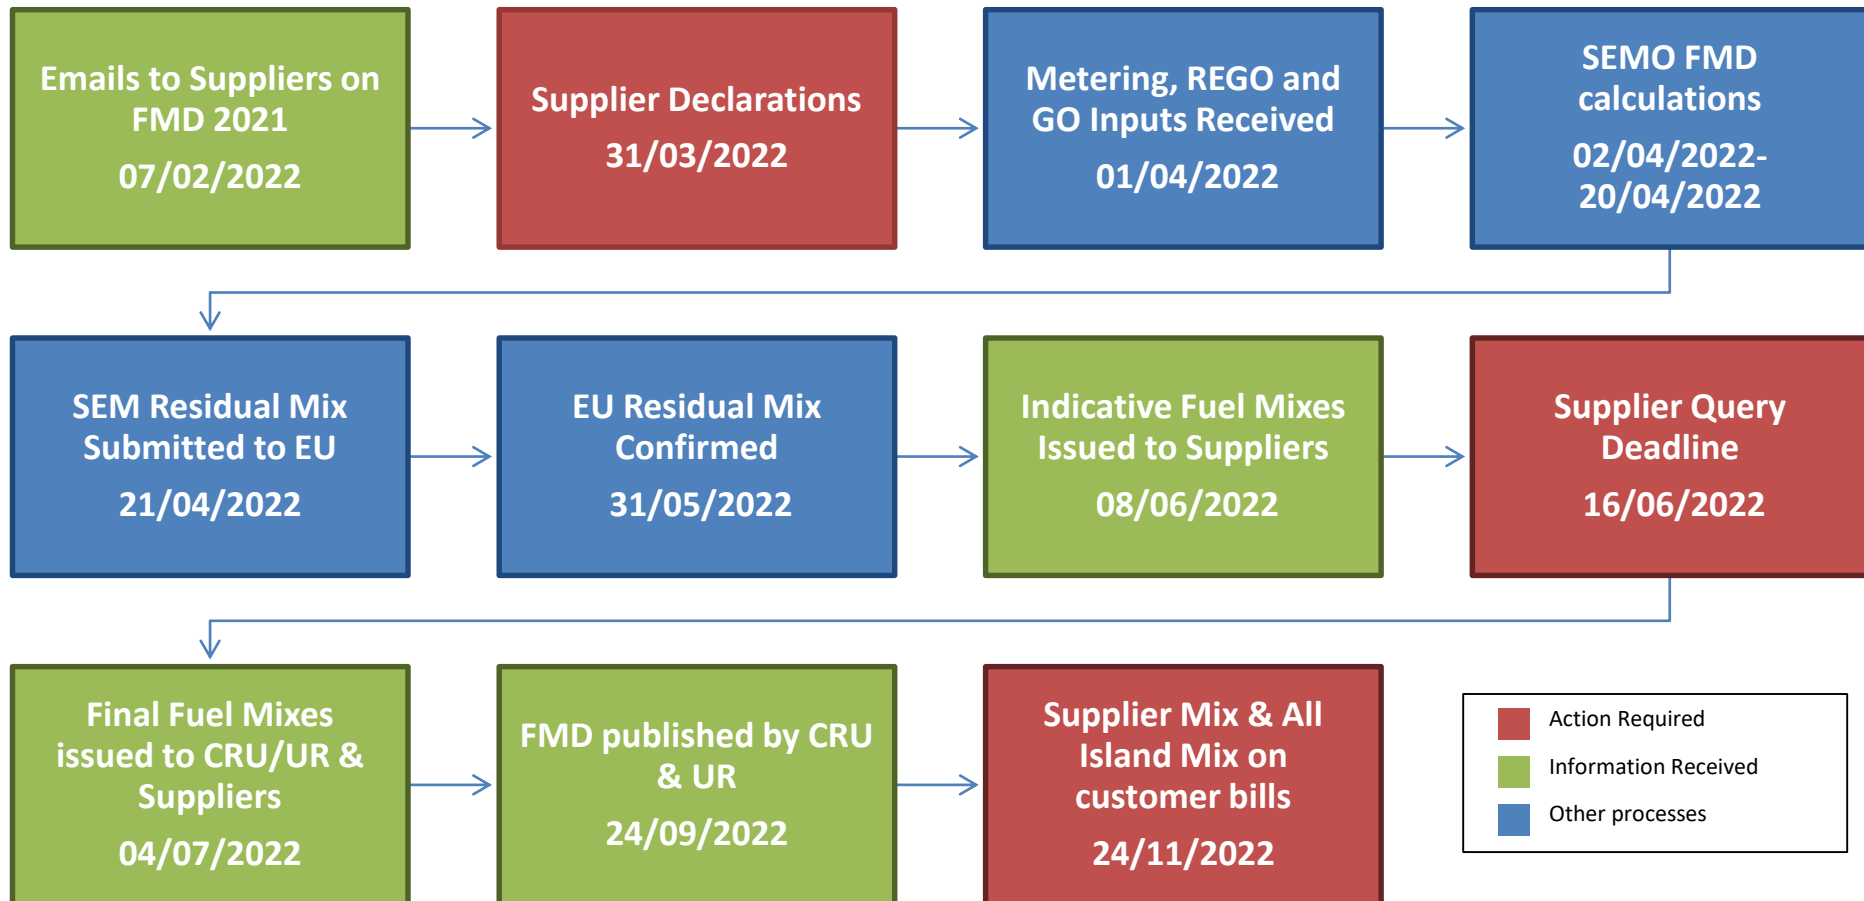 Emails to Suppliers on
FMD 2021
07/02/2022
Supplier Declarations
31/03/2022
Metering, REGO and
GO Inputs Received
01/04/2022
SEMO FMD
calculations
02/04/2022-
20/04/2022
SEM Residual Mix
Submitted to EU
21/04/2022
EU Residual Mix
Confirmed
31/05/2022
Indicative Fuel Mixes
Issued to Suppliers
08/06/2022
Supplier Query
Deadline
16/06/2022
Final Fuel Mixes
issued to CRU/UR &
Suppliers
04/07/2022
FMD published by CRU
& UR
24/09/2022
Supplier Mix & All
Island Mix on
customer bills
24/11/2022
Action Required
Information Received
Other processes